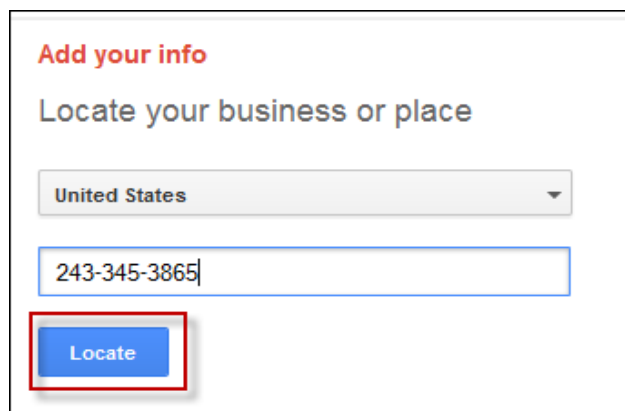 Add your info
Locate your business or place
United States
243-345-3865
Locate